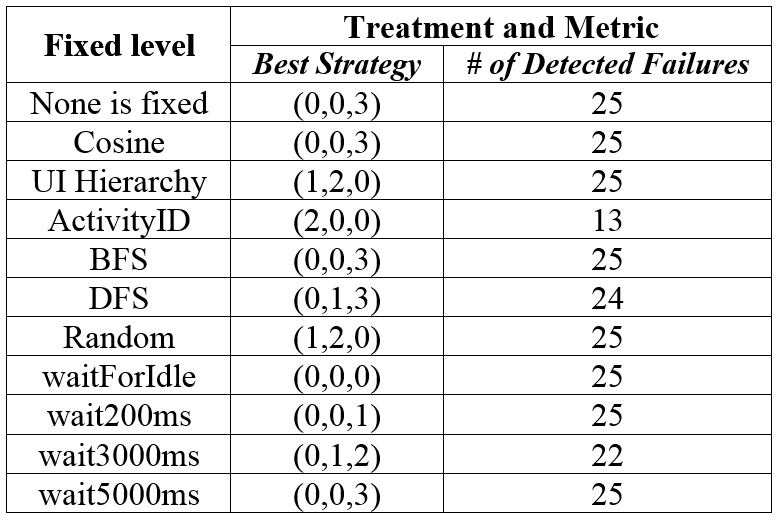 Fixed level Treatment and Metric
Best Strategy # of Detected Failures
None is fixed (0,0,3) 25
Cosine (0,0,3) 25
UI Hierarchy (1,2,0) 25
ActivityID (2,0,0) 13
BFS (0,0,3) 25
DFS (0,1,3) 24
Random (1,2,0) 25
waitForIdle (0,0,0) 25
wait200ms (0,0,1) 25
wait3000ms (0,1,2) 22
wait5000ms (0,0,3) 25